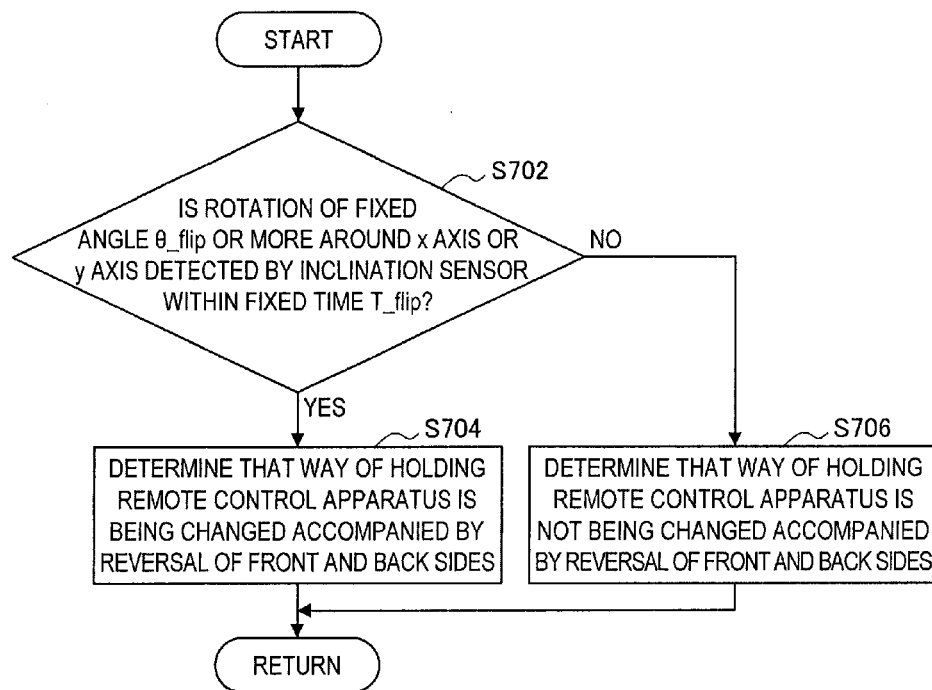 START
S702
IS ROTATION OF FIXED
ANGLE θ_flip OR MORE AROUND x AXIS OR
y AXIS DETECTED BY INCLINATION SENSOR
WITHIN FIXED TIME T_flip?
NO
YES
S704
DETERMINE THAT WAY OF HOLDING
REMOTE CONTROL APPARATUS IS
BEING CHANGED ACCOMPANIED BY
REVERSAL OF FRONT AND BACK SIDES
S706
DETERMINE THAT WAY OF HOLDING
REMOTE CONTROL APPARATUS IS
NOT BEING CHANGED ACCOMPANIED
BY REVERSAL OF FRONT AND BACK SIDES
RETURN